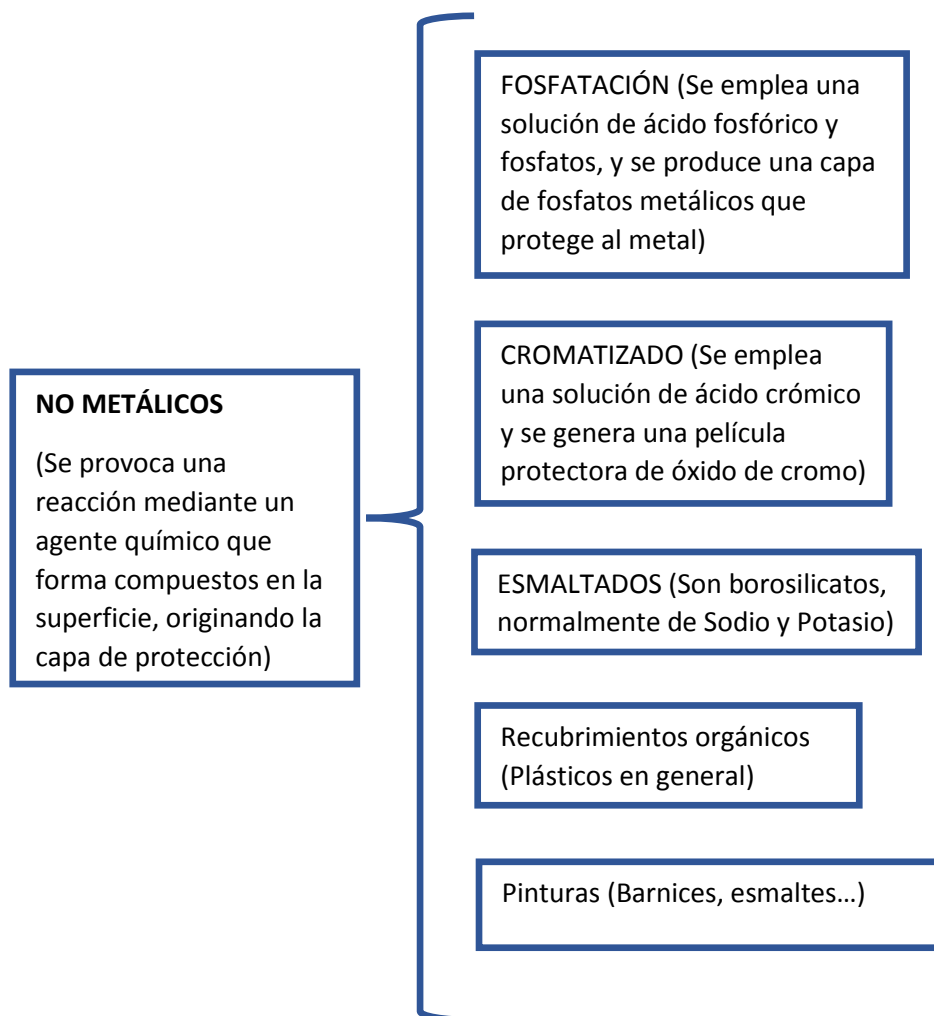 FOSFATACIÓN (Se emplea una
solución de ácido fosfórico y
fosfatos, y se produce una capa
de fosfatos metálicos que
protege al metal)
CROMATIZADO (Se emplea
una solución de ácido crómico
y se genera una película
protectora de óxido de cromo)
NO METÁLICOS
(Se provoca una
reacción mediante un
agente químico que
forma compuestos en la
superficie, originando la
capa de protección)
ESMALTADOS (Son borosilicatos,
normalmente de Sodio y Potasio)
Recubrimientos orgánicos
(Plásticos en general)
Pinturas (Barnices, esmaltes…)